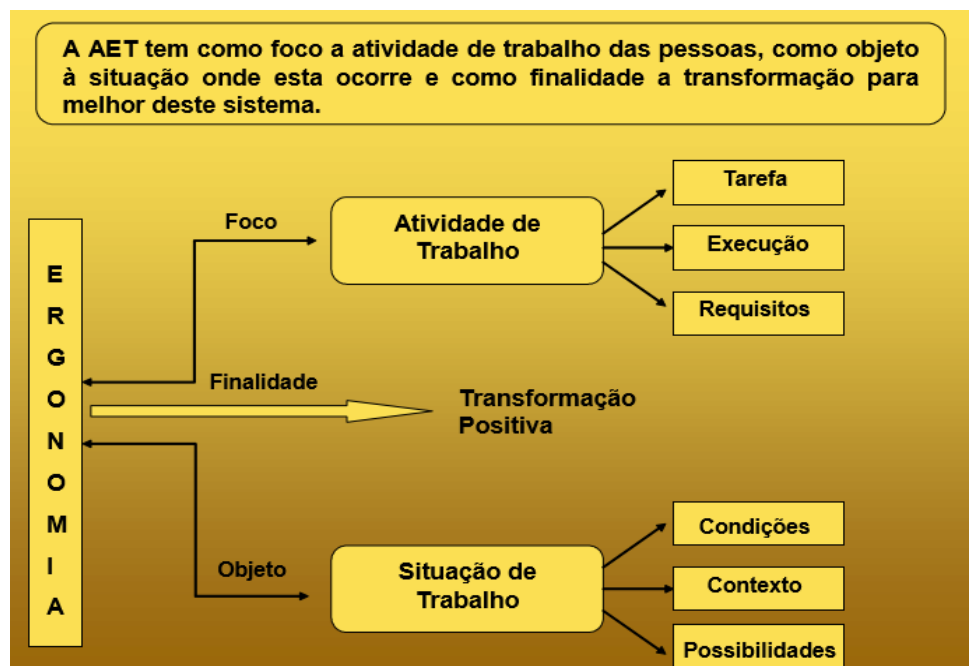 A AET tem como foco a atividade de trabalho das pessoas, como objeto
à situação onde esta ocorre e como finalidade a transformação para
melhor deste sistema.
ERGONOMIA
Foco
Atividade de
Trabalho
Tarefa
Execução
Requisitos
Finalidade
Transformação
Positiva
Objeto
Situação de
Trabalho
Condições
Contexto
Possibilidades